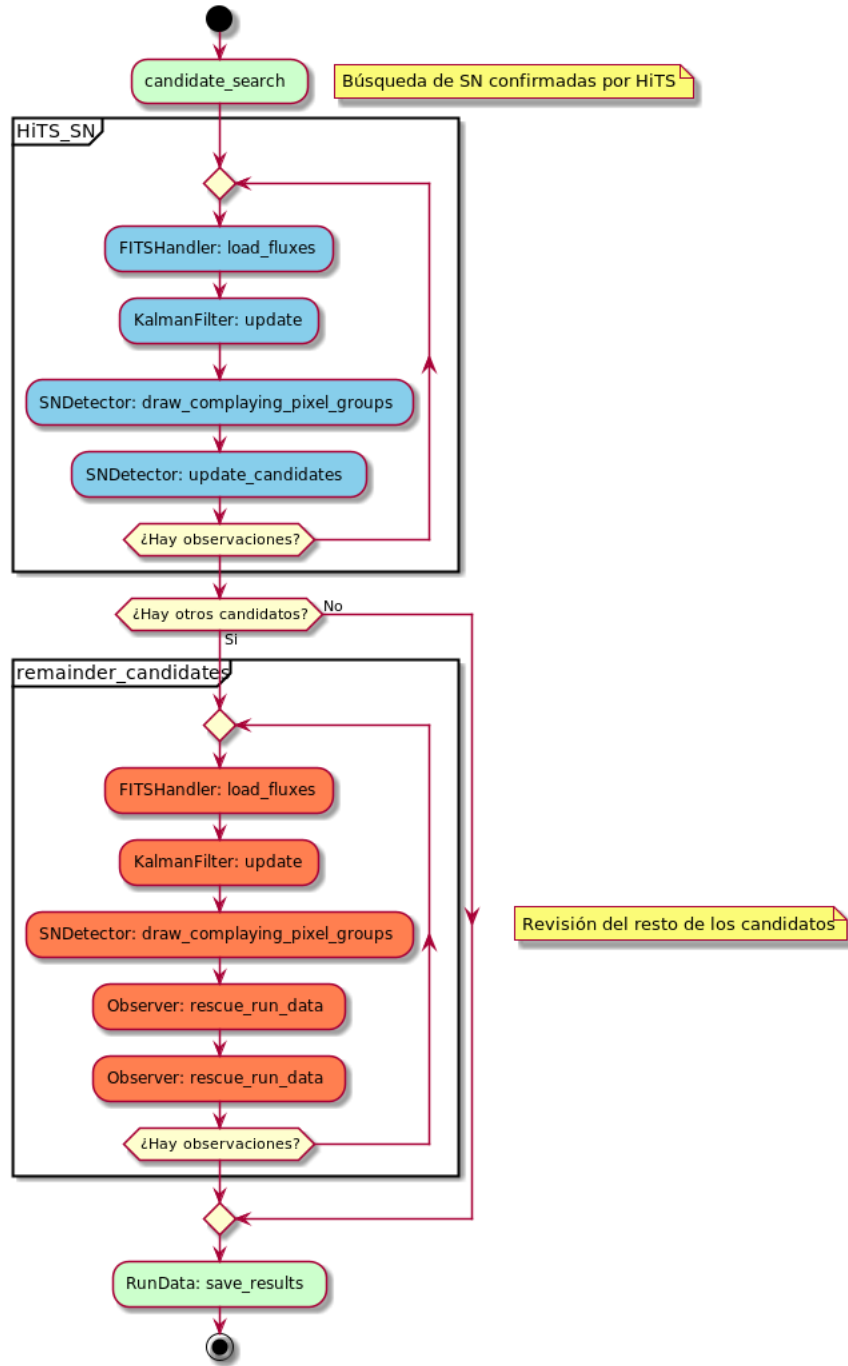 candidate_search
Búsqueda de SN confirmadas por HiTS
HiTS_SN
FITSHandler: load_fluxes
KalmanFilter: update
SNDetector: draw_complaying_pixel_groups
SNDetector: update_candidates
¿Hay observaciones?
¿Hay otros candidatos?
No
Si
remainder_candidates
FITSHandler: load_fluxes
KalmanFilter: update
SNDetector: draw_complaying_pixel_groups
Revisión del resto de los candidatos
Observer: rescue_run_data
Observer: rescue_run_data
¿Hay observaciones?
RunData: save_results